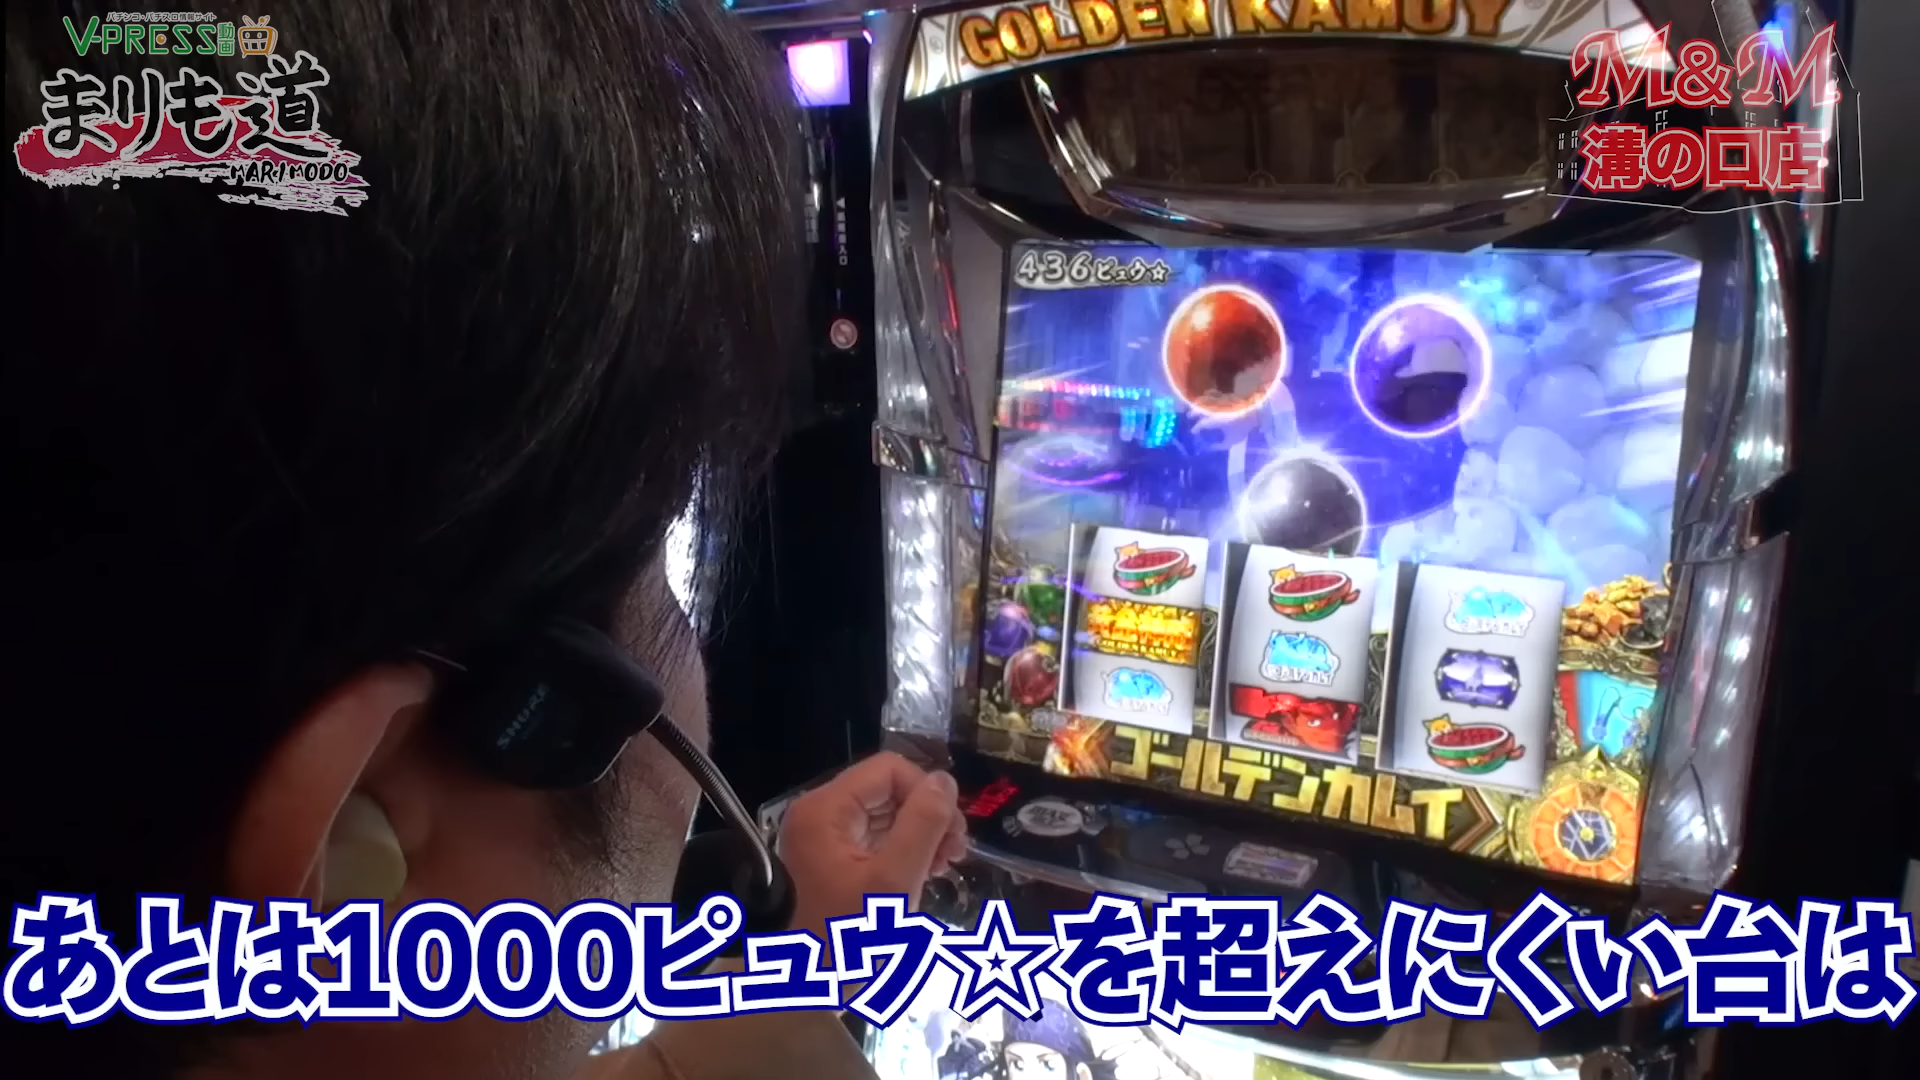 パチンコ・パチスロ情報サイト
V-PRESS動画
まりも道
MARIMODO
GOLDEN KAMUY
M&M
溝の口店
436ピュウ☆
GOLDEN KAMUY
ゴールデンカムイ
SHURE
あとは1000ピュウ☆を超えにくい台は